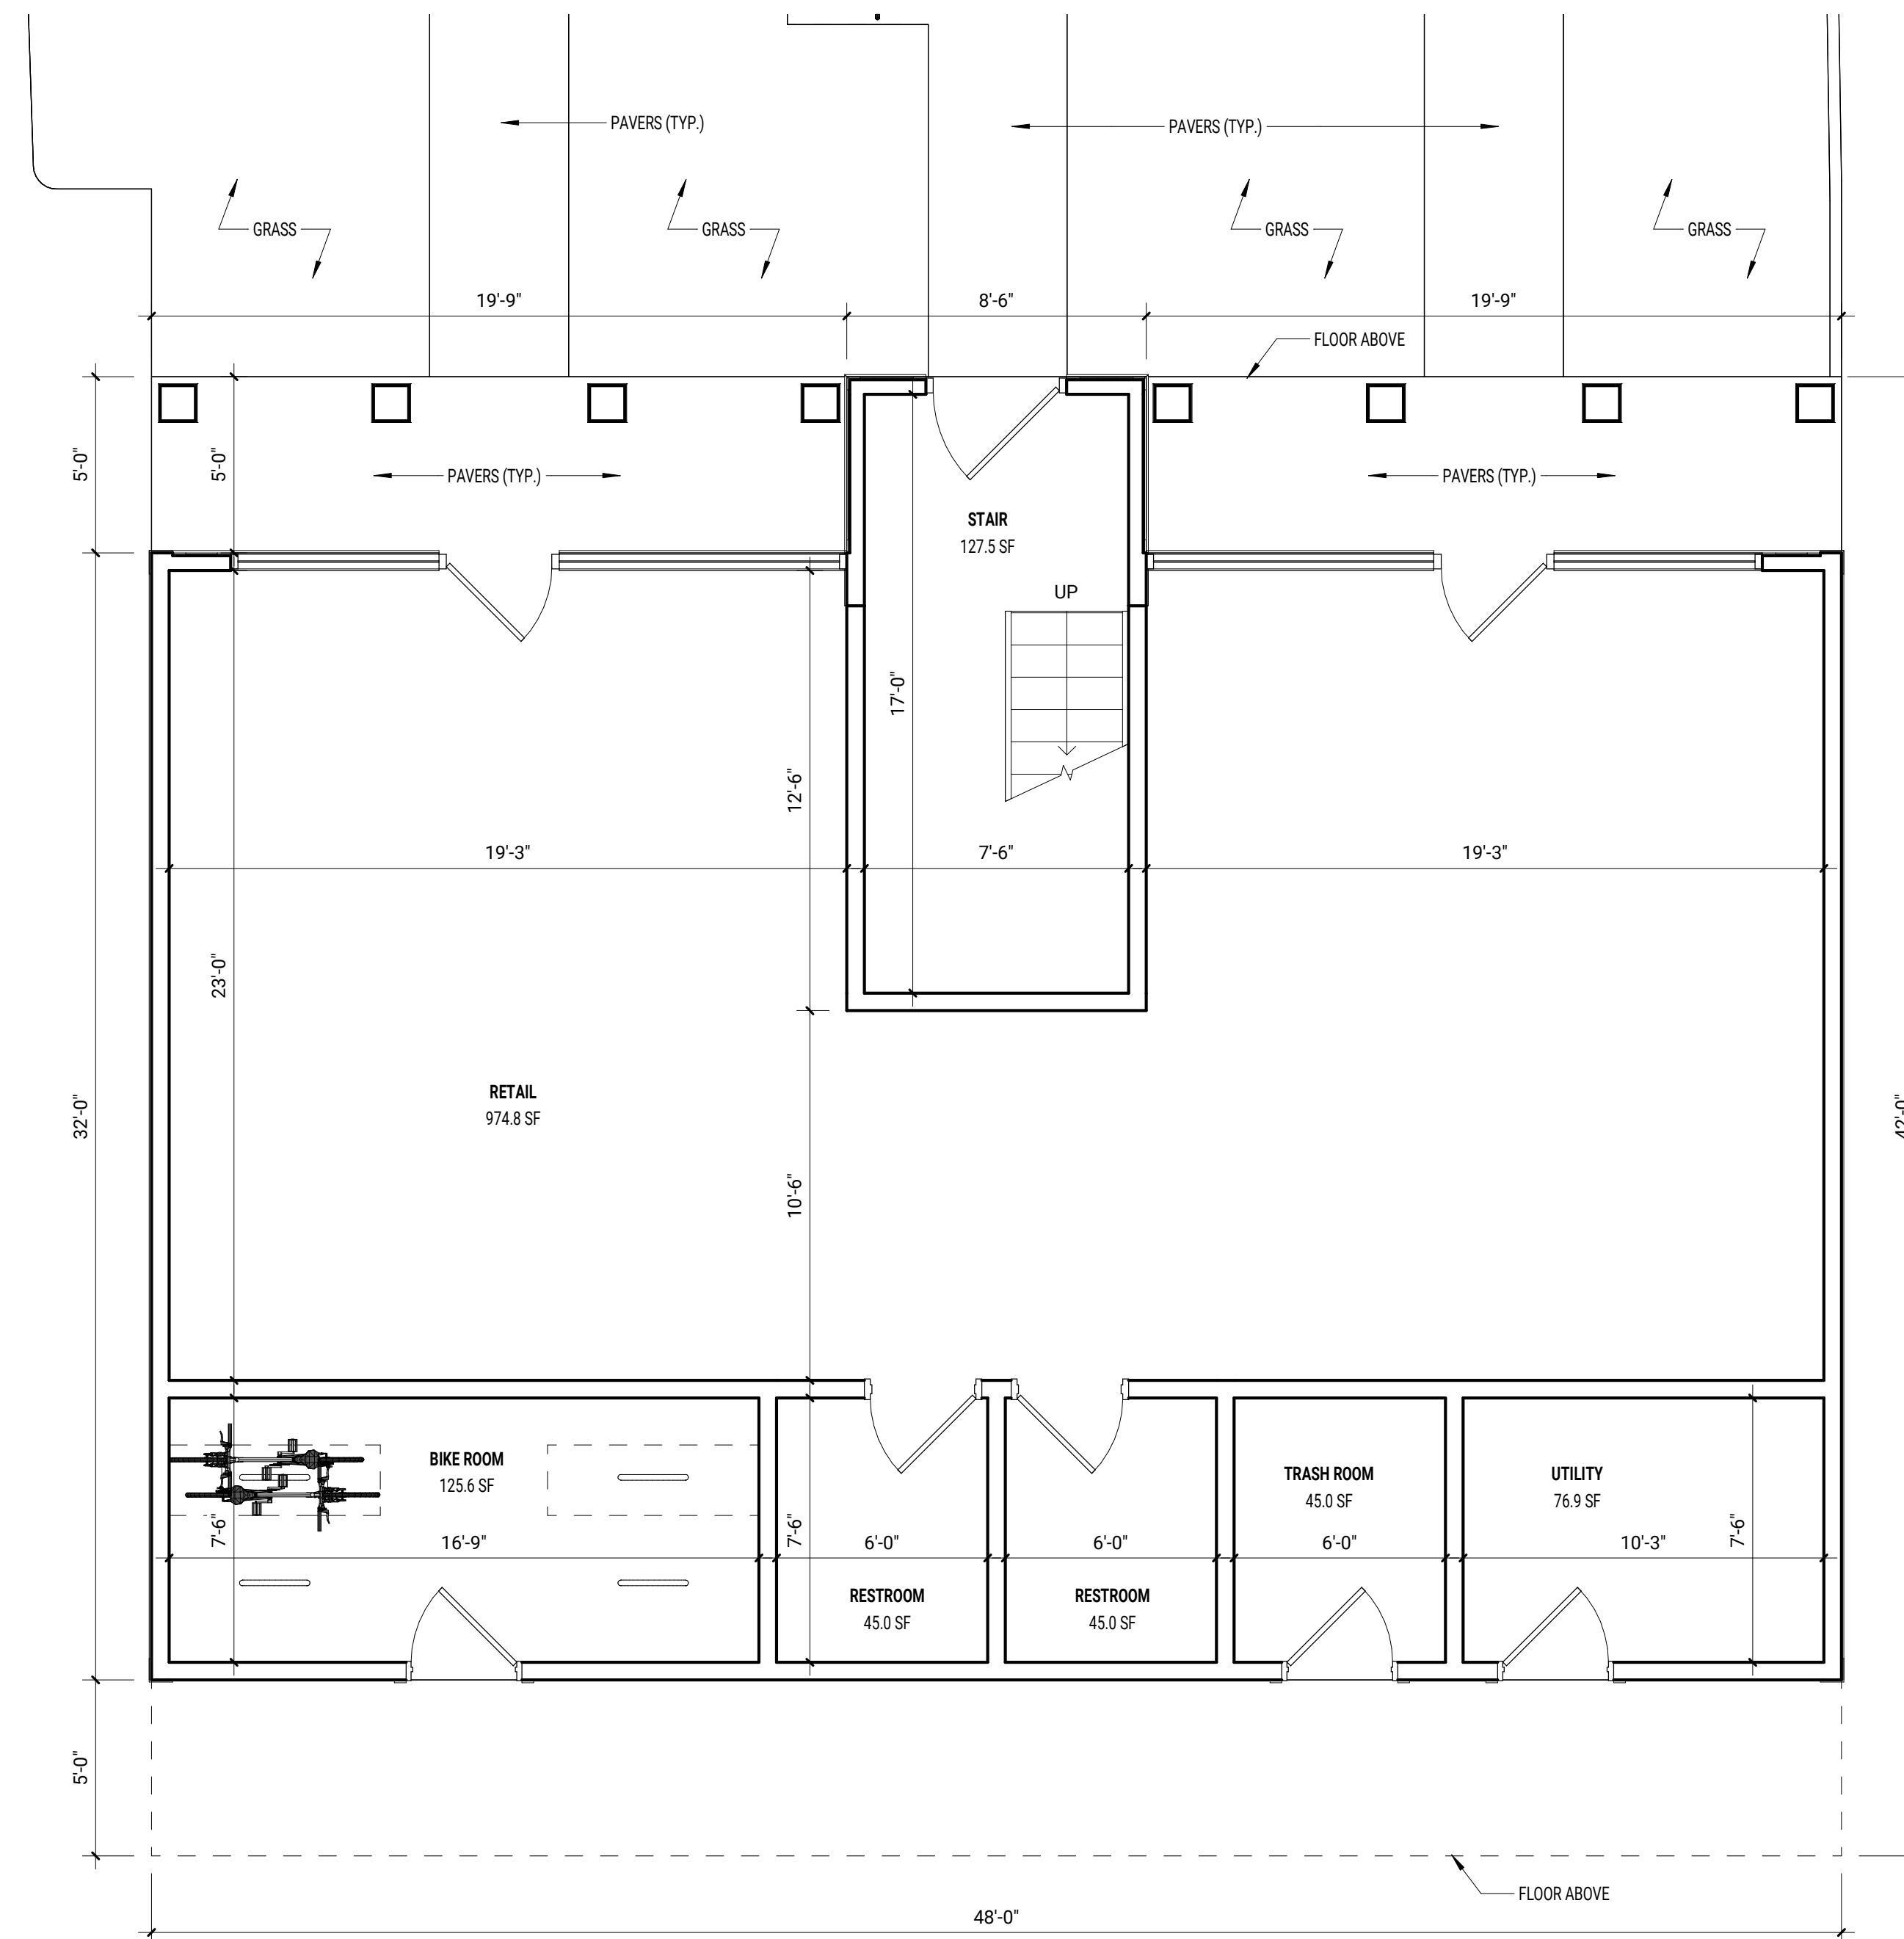 PAVERS (TYP.)
PAVERS (TYP.)
GRASS
GRASS
GRASS
GRASS
19'-9"
8'-6"
19'-9"
FLOOR ABOVE
5'-0"
5'-0"
PAVERS (TYP.)
PAVERS (TYP.)
STAIR
127.5 SF
UP
17'-0"
12'-6"
19'-3"
7'-6"
19'-3"
23'-0"
RETAIL
974.8 SF
32'-0"
42'-0"
10'-6"
BIKE ROOM
125.6 SF
TRASH ROOM
45.0 SF
UTILITY
76.9 SF
7'-6"
16'-9"
7'-6"
6'-0"
6'-0"
6'-0"
10'-3"
7'-6"
RESTROOM
45.0 SF
RESTROOM
45.0 SF
5'-0"
FLOOR ABOVE
48'-0"